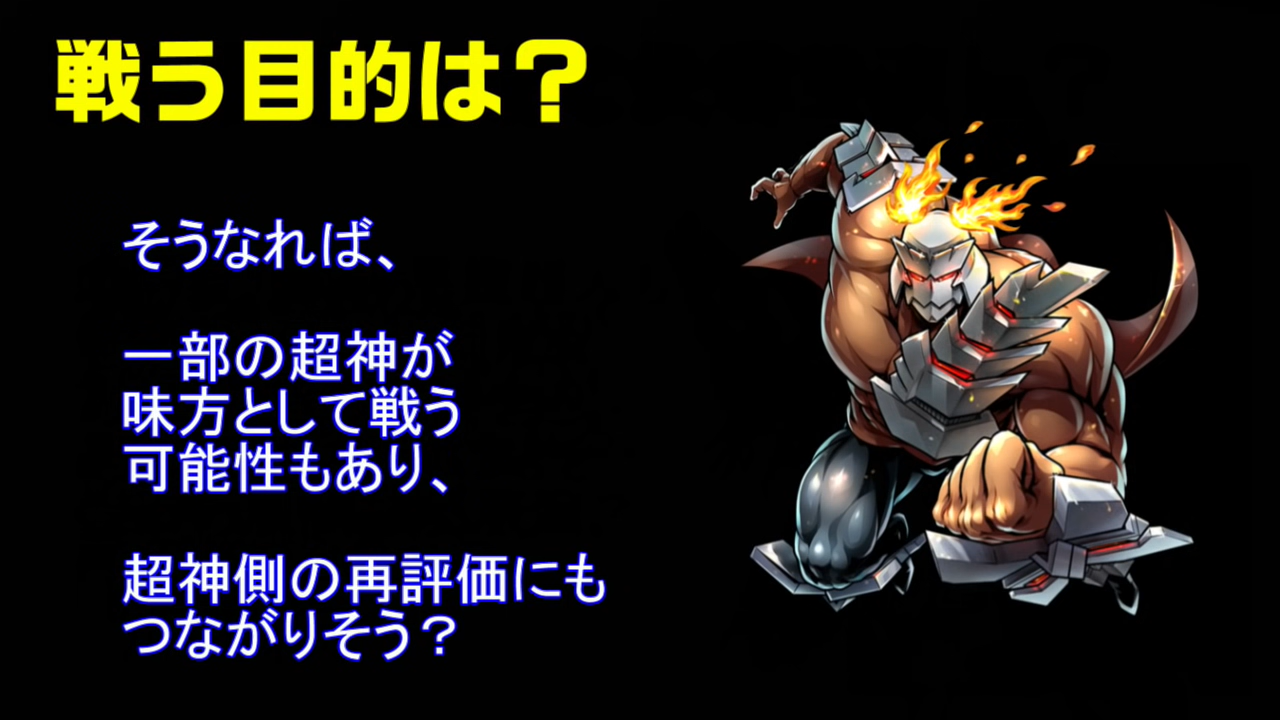 戦う目的は？
そうなれば、
一部の超神が
味方として戦う
可能性もあり、
超神側の再評価にも
つながりそう？